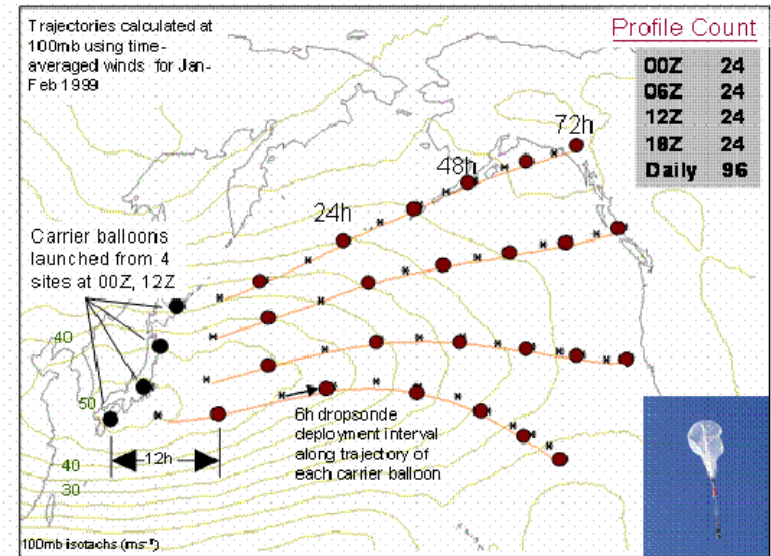 Trajectories calculated at
100mb using time-
averaged winds for Jan-
Feb 1999
Profile Count
00Z 24
06Z 24
12Z 24
18Z 24
Daily 96
72h
48h
24h
Carrier balloons
launched from 4
sites at 00Z, 12Z
40
50
12h
6h dropsonde
deployment interval
along trajectory of
each carrier balloon
40
30
100mb isotachs (ms⁻¹)